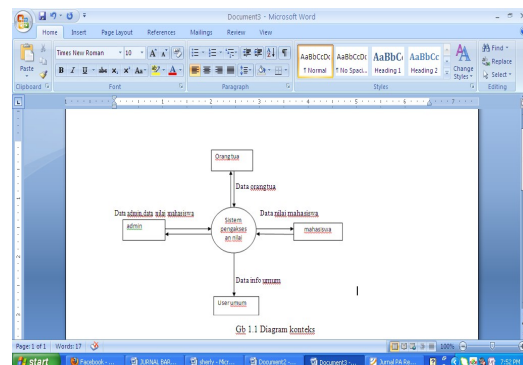 Document3 - Microsoft Word
Home Insert Page Layout References Mailings Review View
Paste
Times New Roman 10
AaBbCcDc AaBbCcDc AaBbC AaBbCc
¶ Normal ¶ No Spaci... Heading 1 Heading 2
Change Styles
Find
Replace
Select
Clipboard Font Paragraph Styles Editing
Orangtua
Data orangtua
Data admin,data nilai mahasiswa
Data nilai mahasiswa
admin
Sistem
pengakses
an nilai
mahasiswa
Data info umum
User umum
Gb 1.1 Diagram konteks
Page: 1 of 1 Words: 17 100%
start Facebook - ... JURNAL BAR... sherly - Micr... Document2 - ... Document3 - ... Jurnal PA Re... 7:52 PM